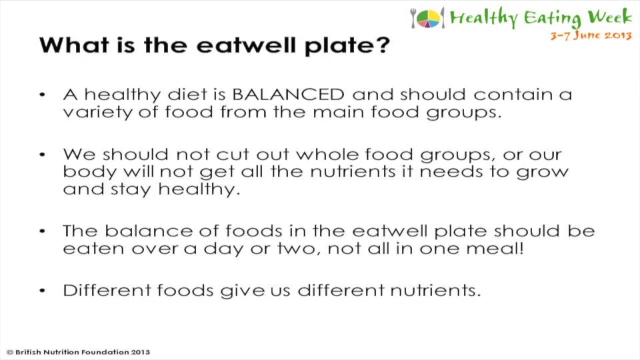 Healthy Eating Week
3-7 June 2013
What is the eatwell plate?
• A healthy diet is BALANCED and should contain a
variety of food from the main food groups.
• We should not cut out whole food groups, or our
body will not get all the nutrients it needs to grow
and stay healthy.
• The balance of foods in the eatwell plate should be
eaten over a day or two, not all in one meal!
• Different foods give us different nutrients.
© British Nutrition Foundation 2013